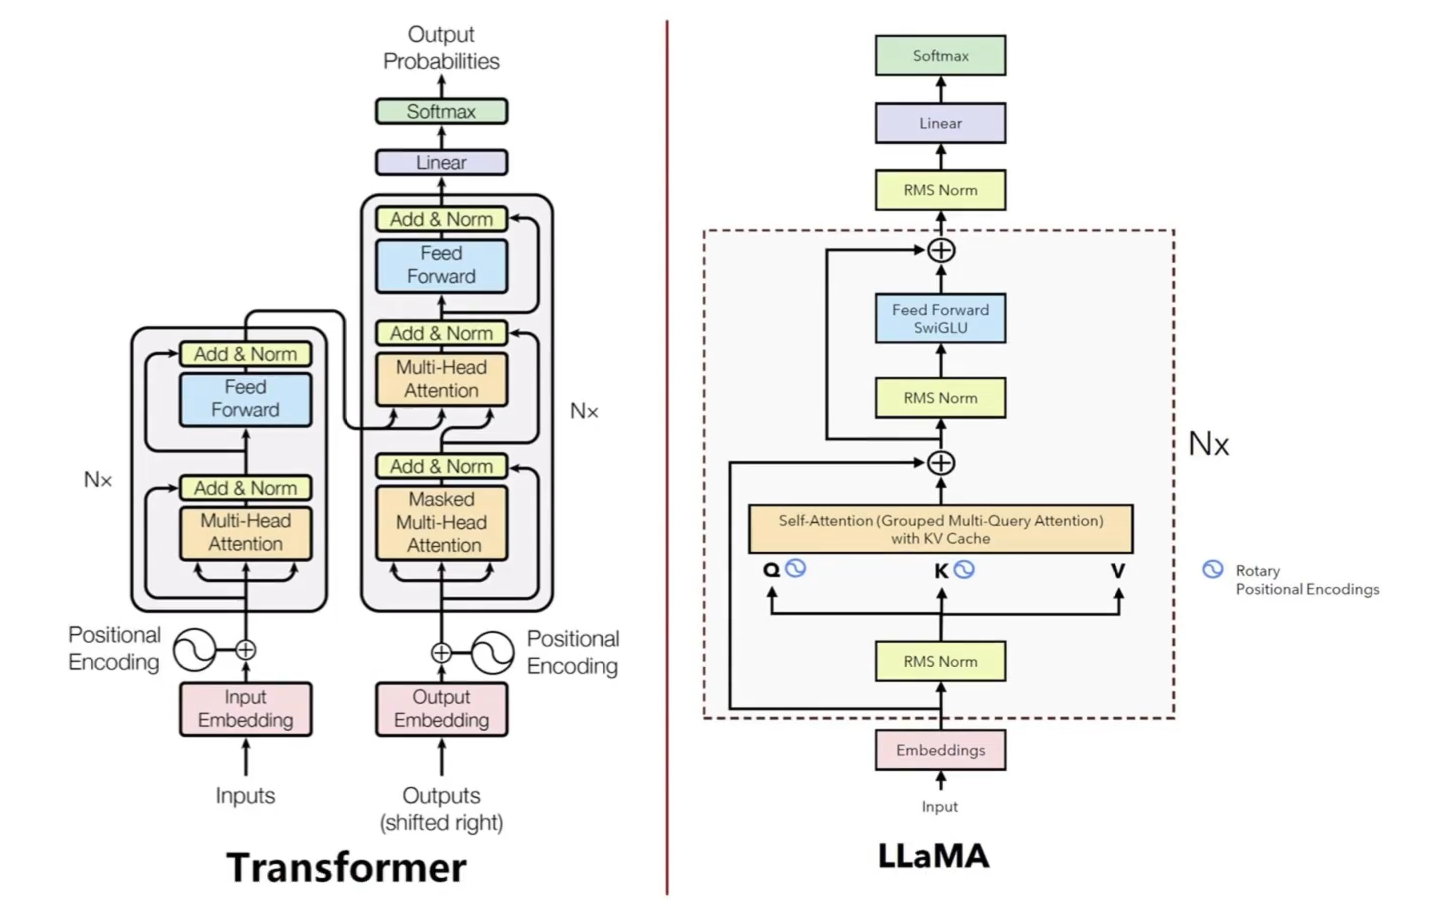 Output
Probabilities
Softmax
Linear
Add & Norm
Feed
Forward
Add & Norm
Multi-Head
Attention
Add & Norm
Masked
Multi-Head
Attention
Nx
Positional
Encoding
Output
Embedding
Outputs
(shifted right)
Add & Norm
Feed
Forward
Add & Norm
Multi-Head
Attention
Nx
Positional
Encoding
Input
Embedding
Inputs
Transformer
Softmax
Linear
RMS Norm
Feed Forward
SwiGLU
RMS Norm
Nx
Self-Attention (Grouped Multi-Query Attention)
with KV Cache
Q K V
Rotary
Positional Encodings
RMS Norm
Embeddings
Input
LLaMA